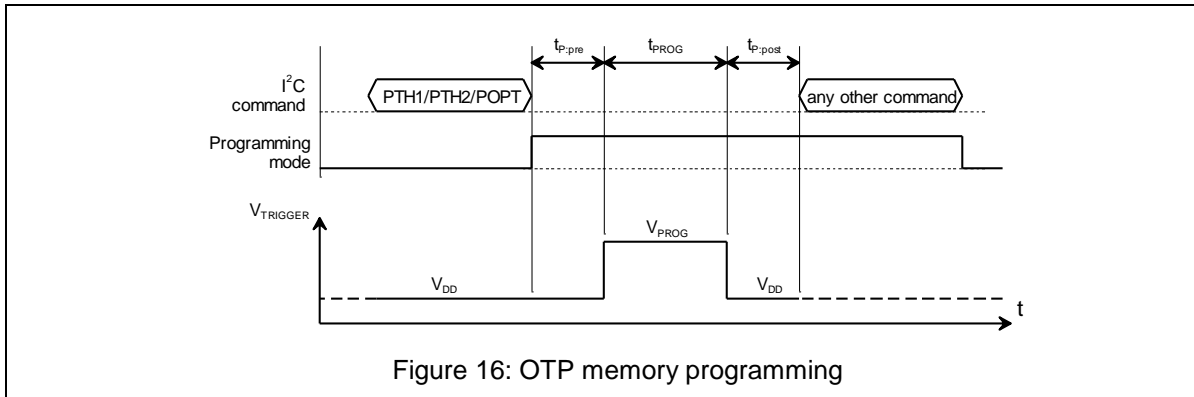 tP:pre tPROG tP:post
I2C
command
PTH1/PTH2/POPT any other command
Programming
mode
VTRIGGER
VPROG
VDD VDD
t
Figure 16: OTP memory programming